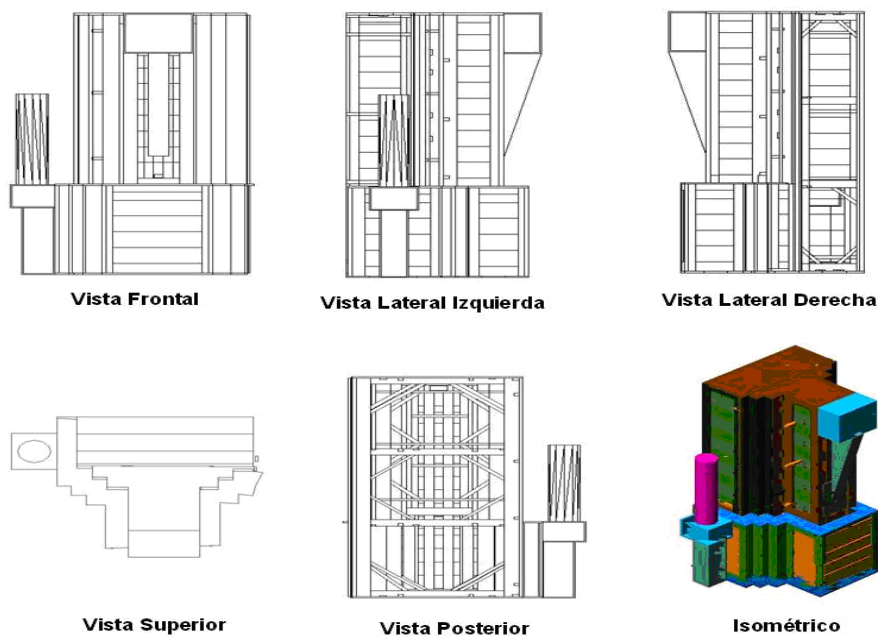 Vista Frontal
Vista Lateral Izquierda
Vista Lateral Derecha
Vista Superior
Vista Posterior
Isométrico